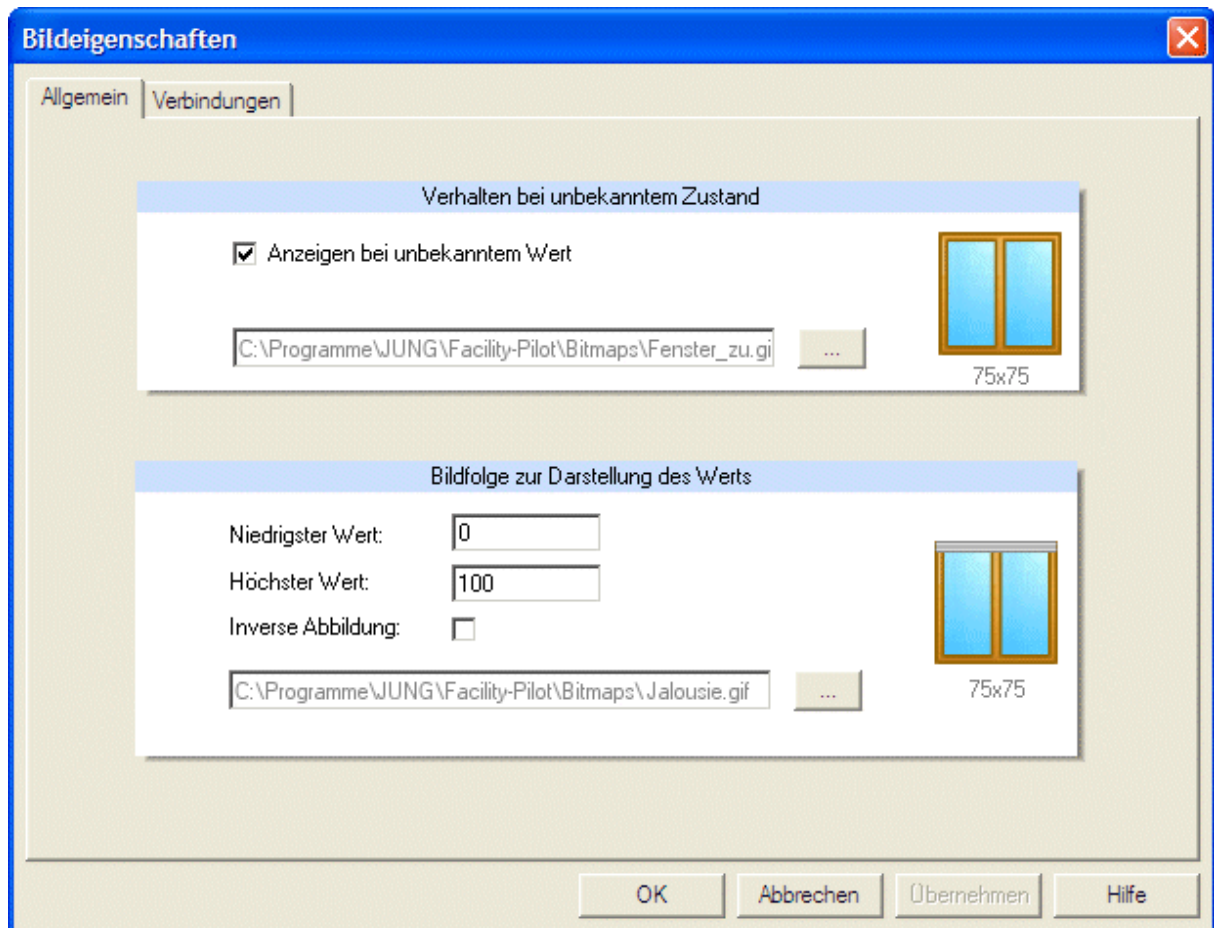 Bildeigenschaften
Allgemein Verbindungen
Verhalten bei unbekanntem Zustand
Anzeigen bei unbekanntem Wert
C:\Programme\JUNG\Facility-Pilot\Bitmaps\Fenster_zu.gi
...
75x75
Bildfolge zur Darstellung des Werts
Niedrigster Wert: 0
Höchster Wert: 100
Inverse Abbildung:
C:\Programme\JUNG\Facility-Pilot\Bitmaps\Jalousie.gif
...
75x75
OK Abbrechen Übernehmen Hilfe